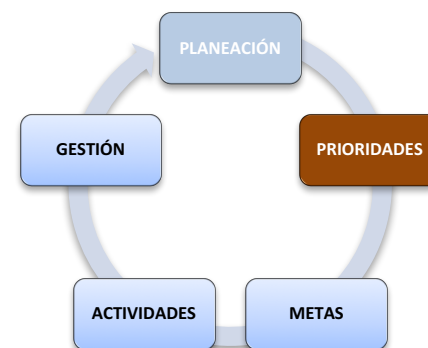 PLANEACIÓN
PRIORIDADES
METAS
ACTIVIDADES
GESTIÓN